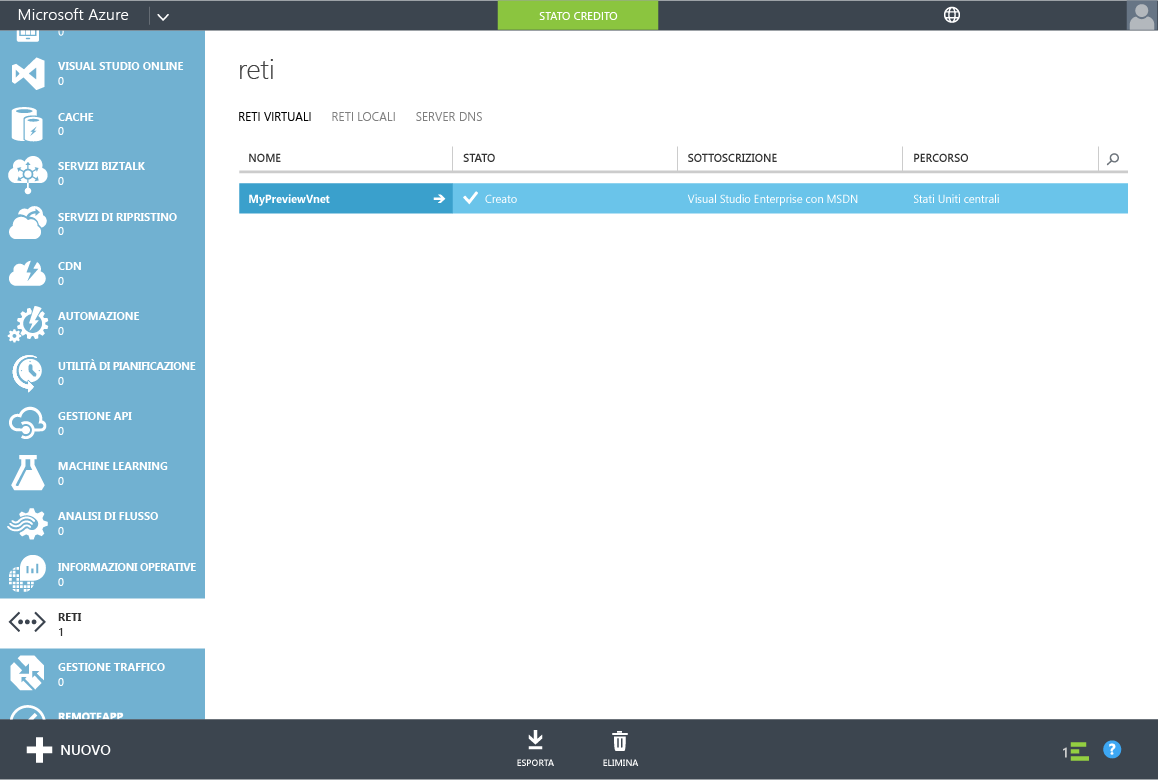 Microsoft Azure
STATO CREDITO
0
VISUAL STUDIO ONLINE
0
CACHE
0
SERVIZI BIZTALK
0
SERVIZI DI RIPRISTINO
0
CDN
0
AUTOMAZIONE
0
UTILITÀ DI PIANIFICAZIONE
0
GESTIONE API
0
MACHINE LEARNING
0
ANALISI DI FLUSSO
0
INFORMAZIONI OPERATIVE
0
RETI
1
GESTIONE TRAFFICO
0
REMOTEAPP
reti
RETI VIRTUALI RETI LOCALI SERVER DNS
NOME STATO SOTTOSCRIZIONE PERCORSO
MyPreviewVnet Creato Visual Studio Enterprise con MSDN Stati Uniti centrali
NUOVO
ESPORTA
ELIMINA
1
?